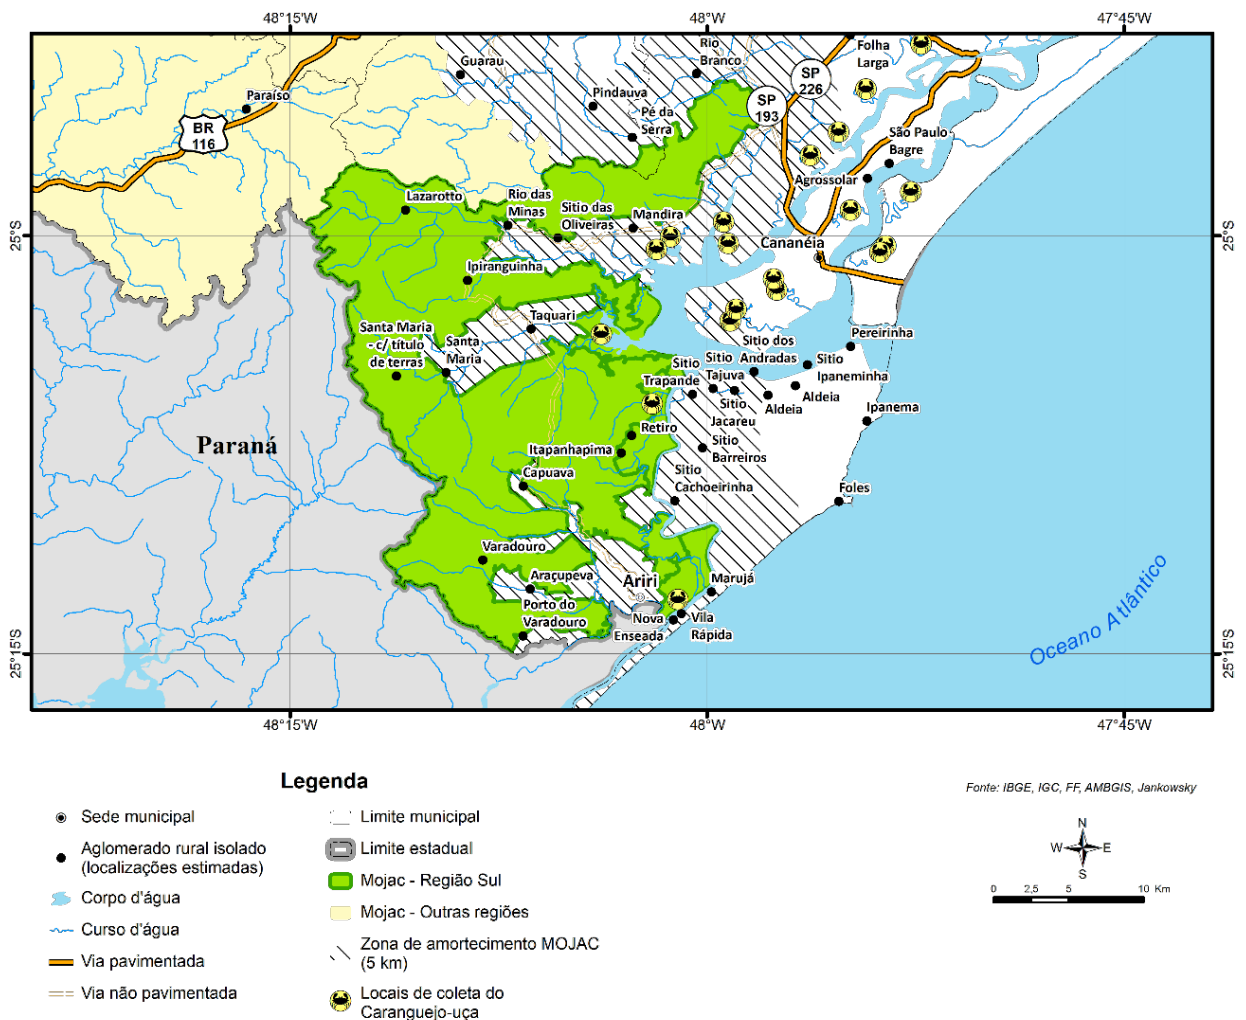 48°15'W
48°W
47°45'W
Guarau
Rio
Branco
Folha
Larga
SP
226
Paraíso
Pindauva
SP
193
Pé da
Serra
BR
116
São Paulo
Bagre
Agrossolar
Lazarotto
Rio das
Minas
Sitio das
Oliveiras
Mandira
25°S
25°S
Cananéia
Ipiranguinha
Taquari
Santa Maria
- c/ título
de terras
Santa
Maria
Pereirinha
Sitio dos
Andradas
Sitio
Ipaneminha
Sitio
Tajuva
Sitio
Trapande
Sitio
Jacareu
Aldeia
Aldeia
Ipanema
Retiro
Itapanhapima
Sitio
Barreiros
Paraná
Capuava
Sitio
Cachoeirinha
Foles
Varadouro
Araçupeva
Ariri
Marujá
Porto do
Varadouro
Nova
Enseada
Vila
Rápida
Oceano Atlântico
25°15'S
25°15'S
48°15'W
48°W
47°45'W
Legenda
Sede municipal
Aglomerado rural isolado
(localizações estimadas)
Corpo d'água
Curso d'água
Via pavimentada
Via não pavimentada
Limite municipal
Limite estadual
Mojac - Região Sul
Mojac - Outras regiões
Zona de amortecimento MOJAC
(5 km)
Locais de coleta do
Caranguejo-uça
Fonte: IBGE, IGC, FF, AMBGIS, Jankowsky
N
W E
S
0 2,5 5 10 Km